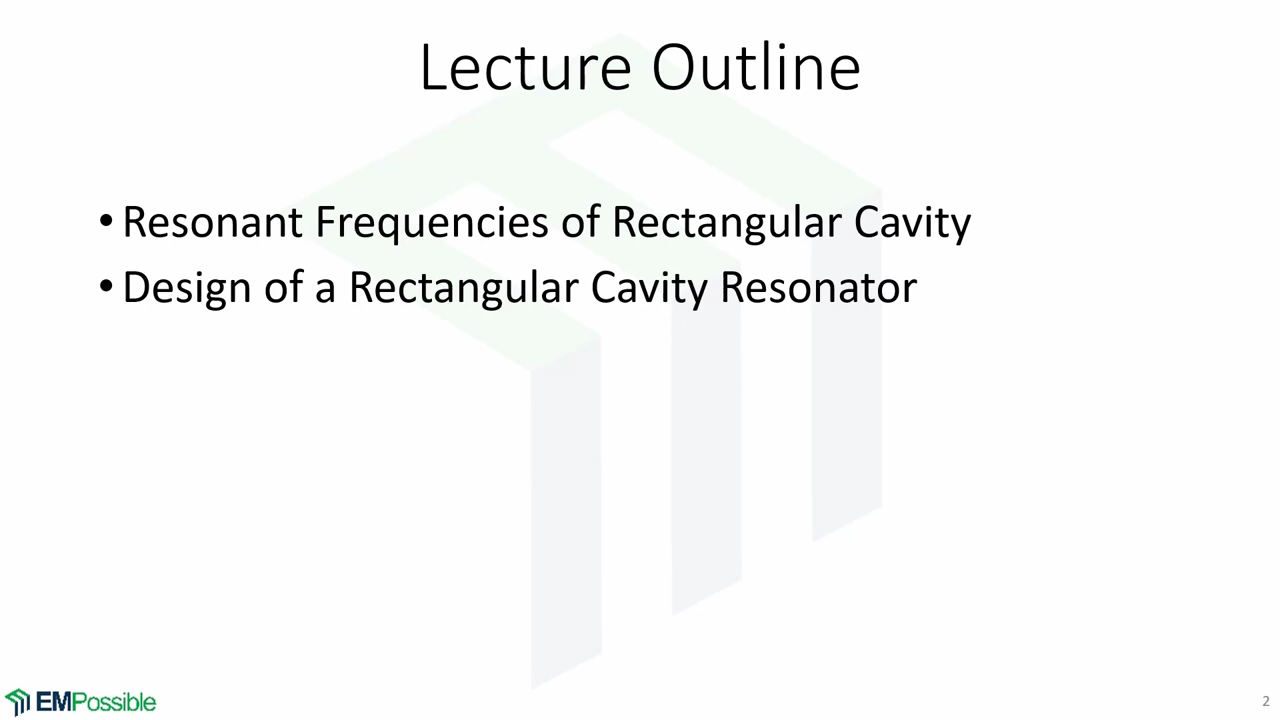 Lecture Outline
• Resonant Frequencies of Rectangular Cavity
• Design of a Rectangular Cavity Resonator
EMPossible
2